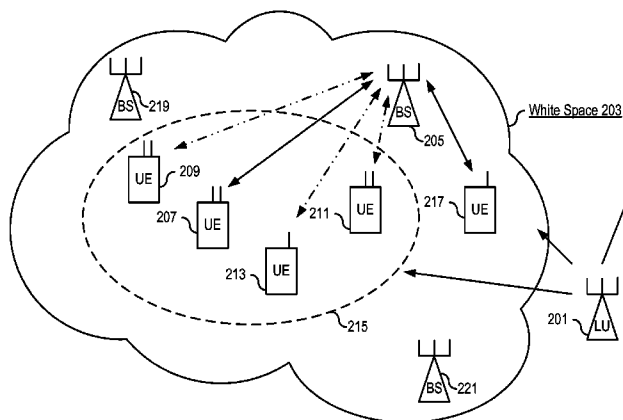 BS
219
BS
205
White Space 203
UE
209
UE
207
UE
211
UE
217
UE
213
215
201
LU
BS
221